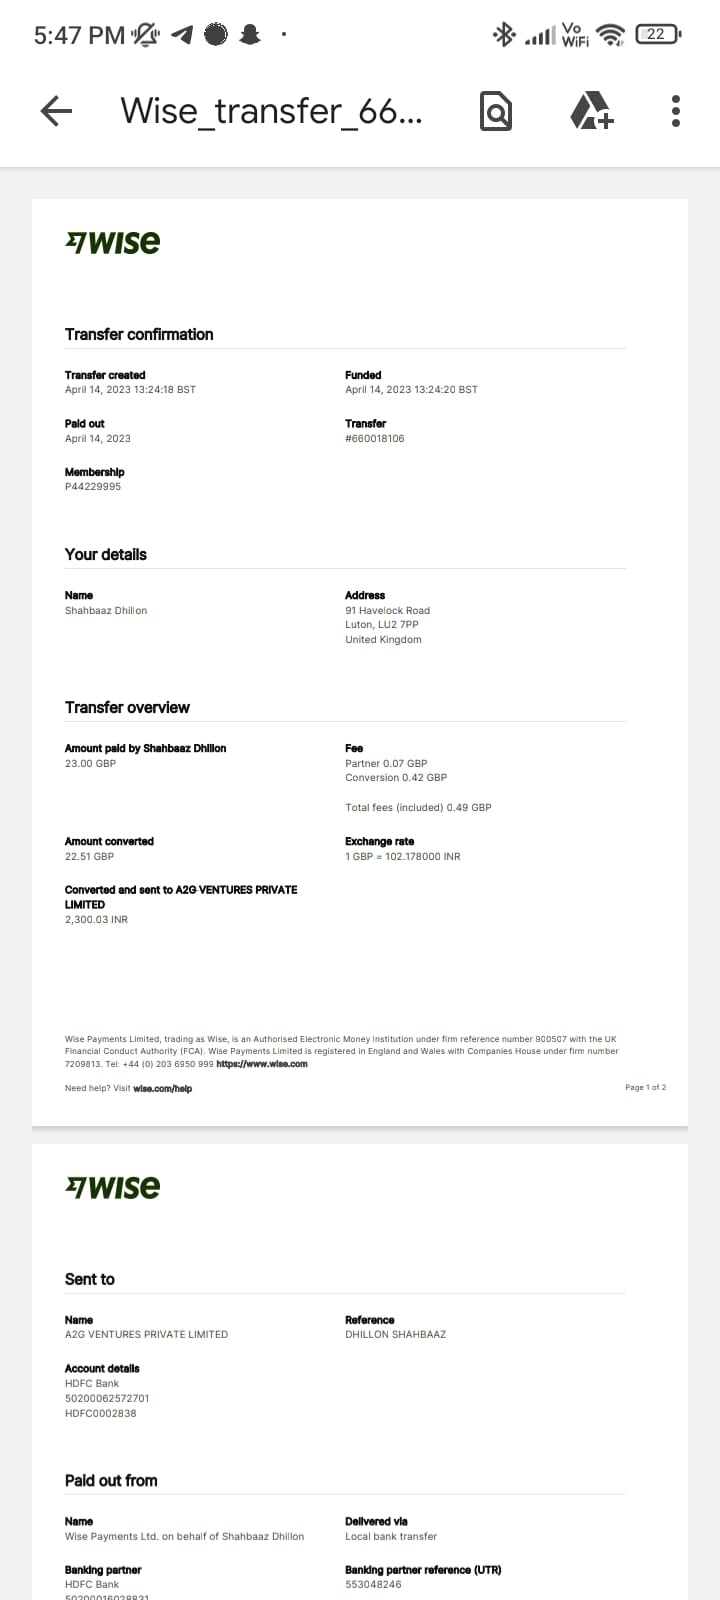 5:47 PM
Vo
WiFi
22
Wise_transfer_66...
WISE
Transfer confirmation
Transfer created
April 14, 2023 13:24:18 BST
Funded
April 14, 2023 13:24:20 BST
Paid out
April 14, 2023
Transfer
#660018106
Membership
P44229995
Your details
Name
Shahbaaz Dhillon
Address
91 Havelock Road
Luton, LU2 7PP
United Kingdom
Transfer overview
Amount paid by Shahbaaz Dhillon
23.00 GBP
Fee
Partner 0.07 GBP
Conversion 0.42 GBP
Total fees (included) 0.49 GBP
Amount converted
22.51 GBP
Exchange rate
1 GBP = 102.178000 INR
Converted and sent to A2G VENTURES PRIVATE
LIMITED
2,300.03 INR
Wise Payments Limited, trading as Wise, is an Authorised Electronic Money Institution under firm reference number 900507 with the UK
Financial Conduct Authority (FCA). Wise Payments Limited is registered in England and Wales with Companies House under firm number
7209813. Tel: +44 (0) 203 6950 999 https://www.wise.com
Need help? Visit wise.com/help
Page 1 of 2
WISE
Sent to
Name
A2G VENTURES PRIVATE LIMITED
Reference
DHILLON SHAHBAAZ
Account details
HDFC Bank
50200062572701
HDFC0002838
Paid out from
Name
Wise Payments Ltd. on behalf of Shahbaaz Dhillon
Delivered via
Local bank transfer
Banking partner
HDFC Bank
Banking partner reference (UTR)
553048246